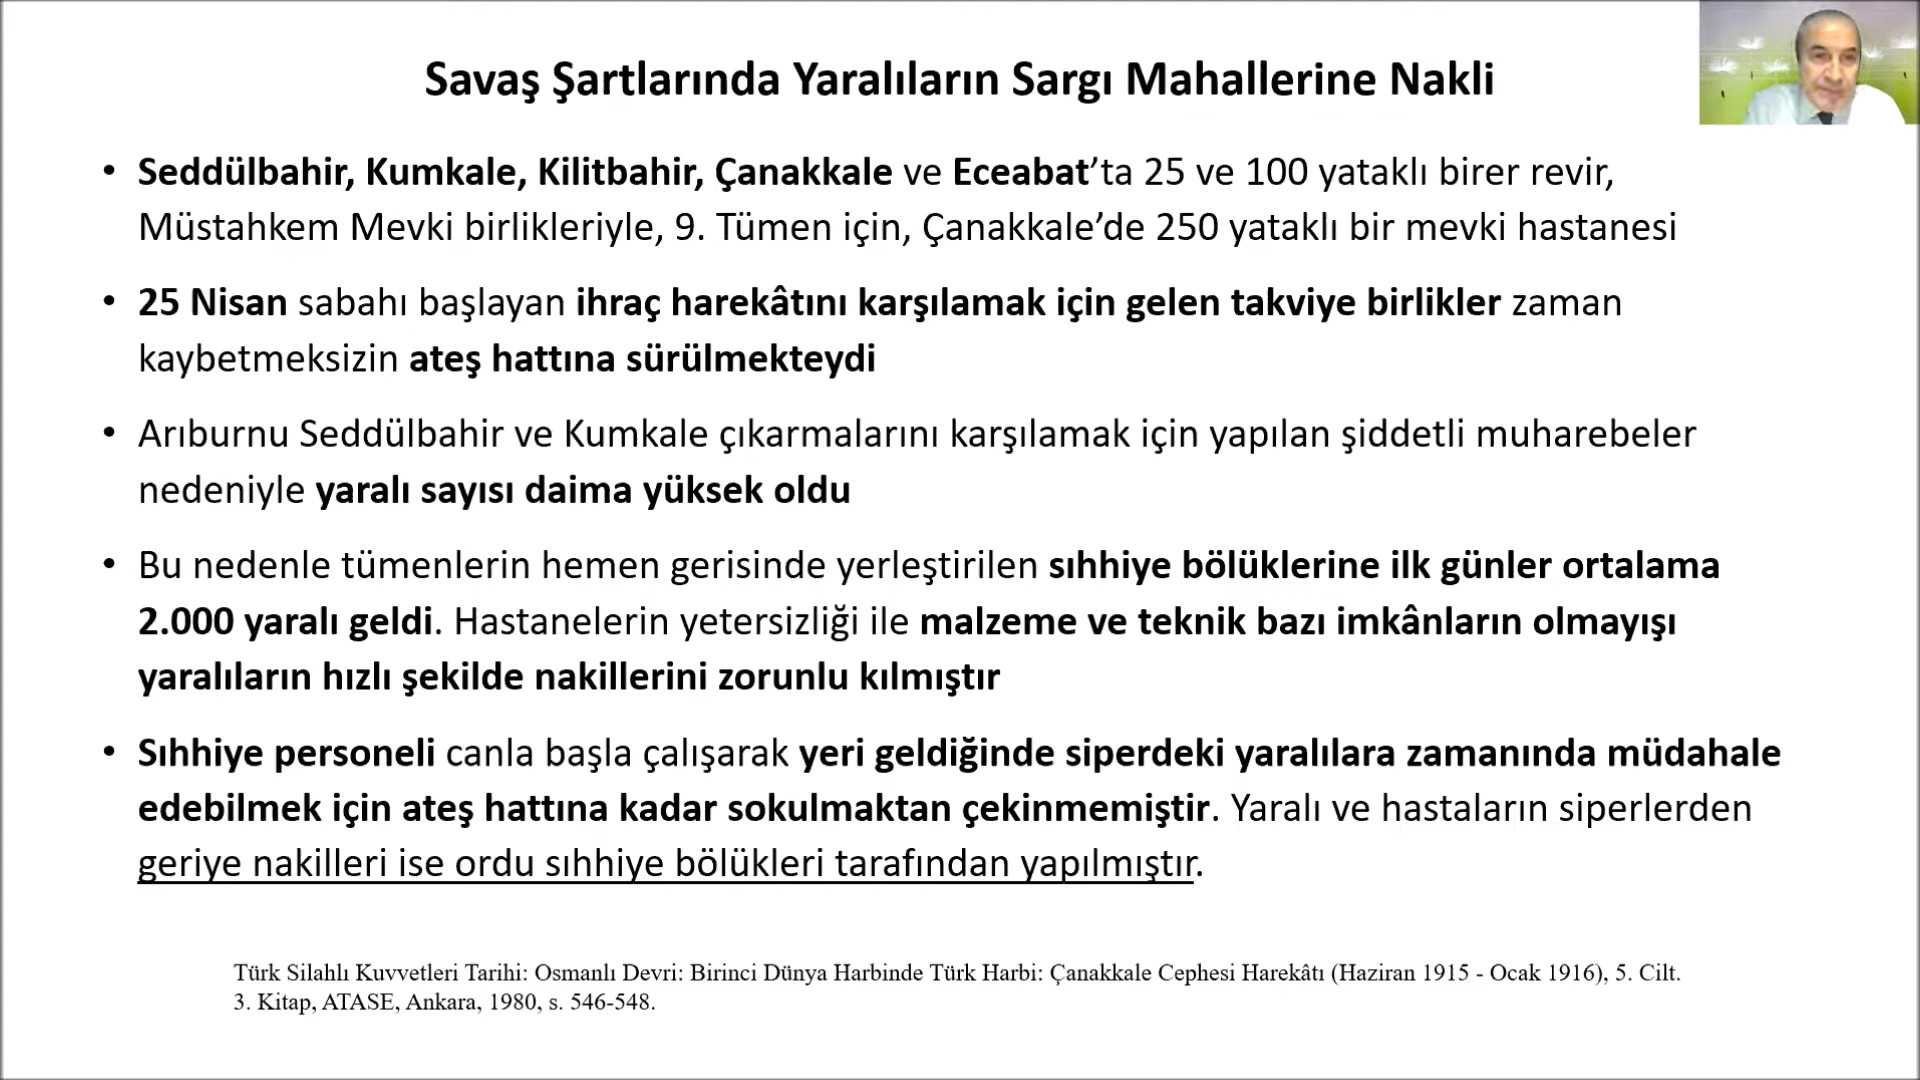 Savaş Şartlarında Yaralıların Sargı Mahallerine Nakli
• Seddülbahir, Kumkale, Kilitbahir, Çanakkale ve Eceabat’ta 25 ve 100 yataklı birer revir,
Müstahkem Mevki birlikleriyle, 9. Tümen için, Çanakkale’de 250 yataklı bir mevki hastanesi
• 25 Nisan sabahı başlayan ihraç harekâtını karşılamak için gelen takviye birlikler zaman
kaybetmeksizin ateş hattına sürülmekteydi
• Arıburnu Seddülbahir ve Kumkale çıkarmalarını karşılamak için yapılan şiddetli muharebeler
nedeniyle yaralı sayısı daima yüksek oldu
• Bu nedenle tümenlerin hemen gerisinde yerleştirilen sıhhiye bölüklerine ilk günler ortalama
2.000 yaralı geldi. Hastanelerin yetersizliği ile malzeme ve teknik bazı imkânların olmayışı
yaralıların hızlı şekilde nakillerini zorunlu kılmıştır
• Sıhhiye personeli canla başla çalışarak yeri geldiğinde siperdeki yaralılara zamanında müdahale
edebilmek için ateş hattına kadar sokulmaktan çekinmemiştir. Yaralı ve hastaların siperlerden
geriye nakilleri ise ordu sıhhiye bölükleri tarafından yapılmıştır.
Türk Silahlı Kuvvetleri Tarihi: Osmanlı Devri: Birinci Dünya Harbinde Türk Harbi: Çanakkale Cephesi Harekâtı (Haziran 1915 - Ocak 1916), 5. Cilt.
3. Kitap, ATASE, Ankara, 1980, s. 546-548.